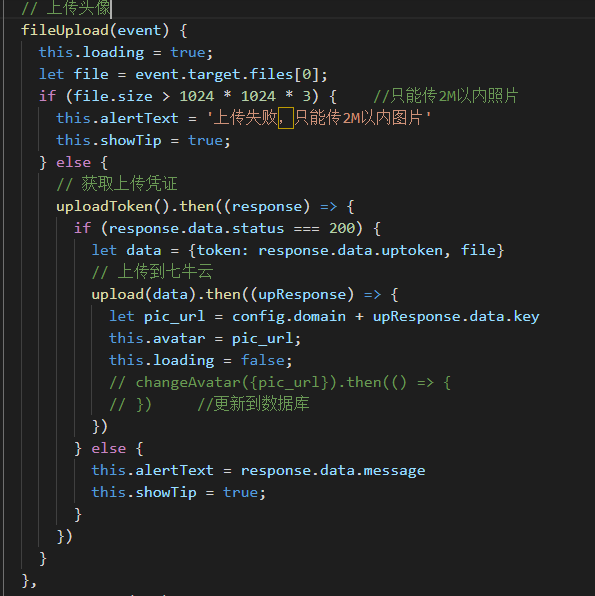 // 上传头像
fileUpload(event) {
this.loading = true;
let file = event.target.files[0];
if (file.size > 1024 * 1024 * 3) { //只能传2M以内照片
this.alertText = '上传失败，只能传2M以内图片'
this.showTip = true;
} else {
// 获取上传凭证
uploadToken().then((response) => {
if (response.data.status === 200) {
let data = {token: response.data.uptoken, file}
// 上传到七牛云
upload(data).then((upResponse) => {
let pic_url = config.domain + upResponse.data.key
this.avatar = pic_url;
this.loading = false;
// changeAvatar({pic_url}).then(() => {
// }) //更新到数据库
})
} else {
this.alertText = response.data.message
this.showTip = true;
}
})
}
},